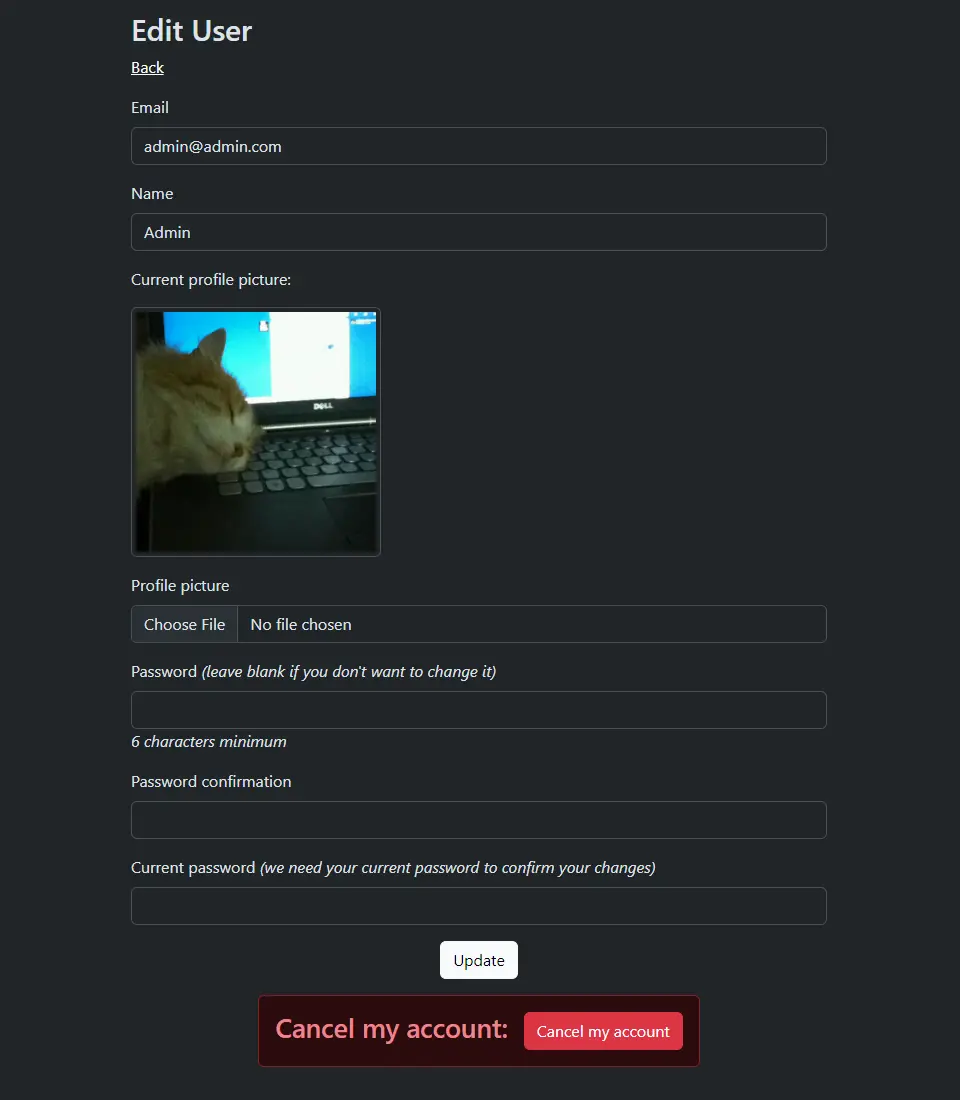 Edit User
Back
Email
admin@admin.com
Name
Admin
Current profile picture:
DELL
Profile picture
Choose File No file chosen
Password (leave blank if you don't want to change it)
6 characters minimum
Password confirmation
Current password (we need your current password to confirm your changes)
Update
Cancel my account: Cancel my account